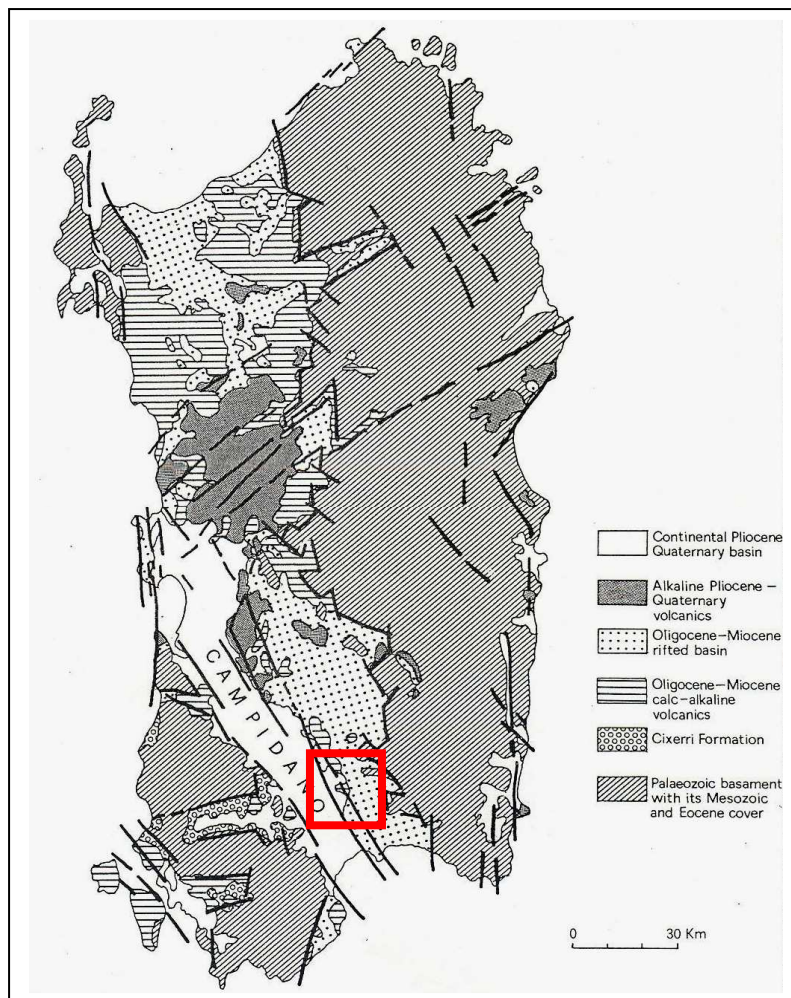 CAMPIDANO
Continental Pliocene
Quaternary basin
Alkaline Pliocene –
Quaternary
volcanics
Oligocene–Miocene
rifted basin
Oligocene–Miocene
calc-alkaline
volcanics
Cixerri Formation
Palaeozoic basament
with its Mesozoic
and Eocene cover
0 30 Km